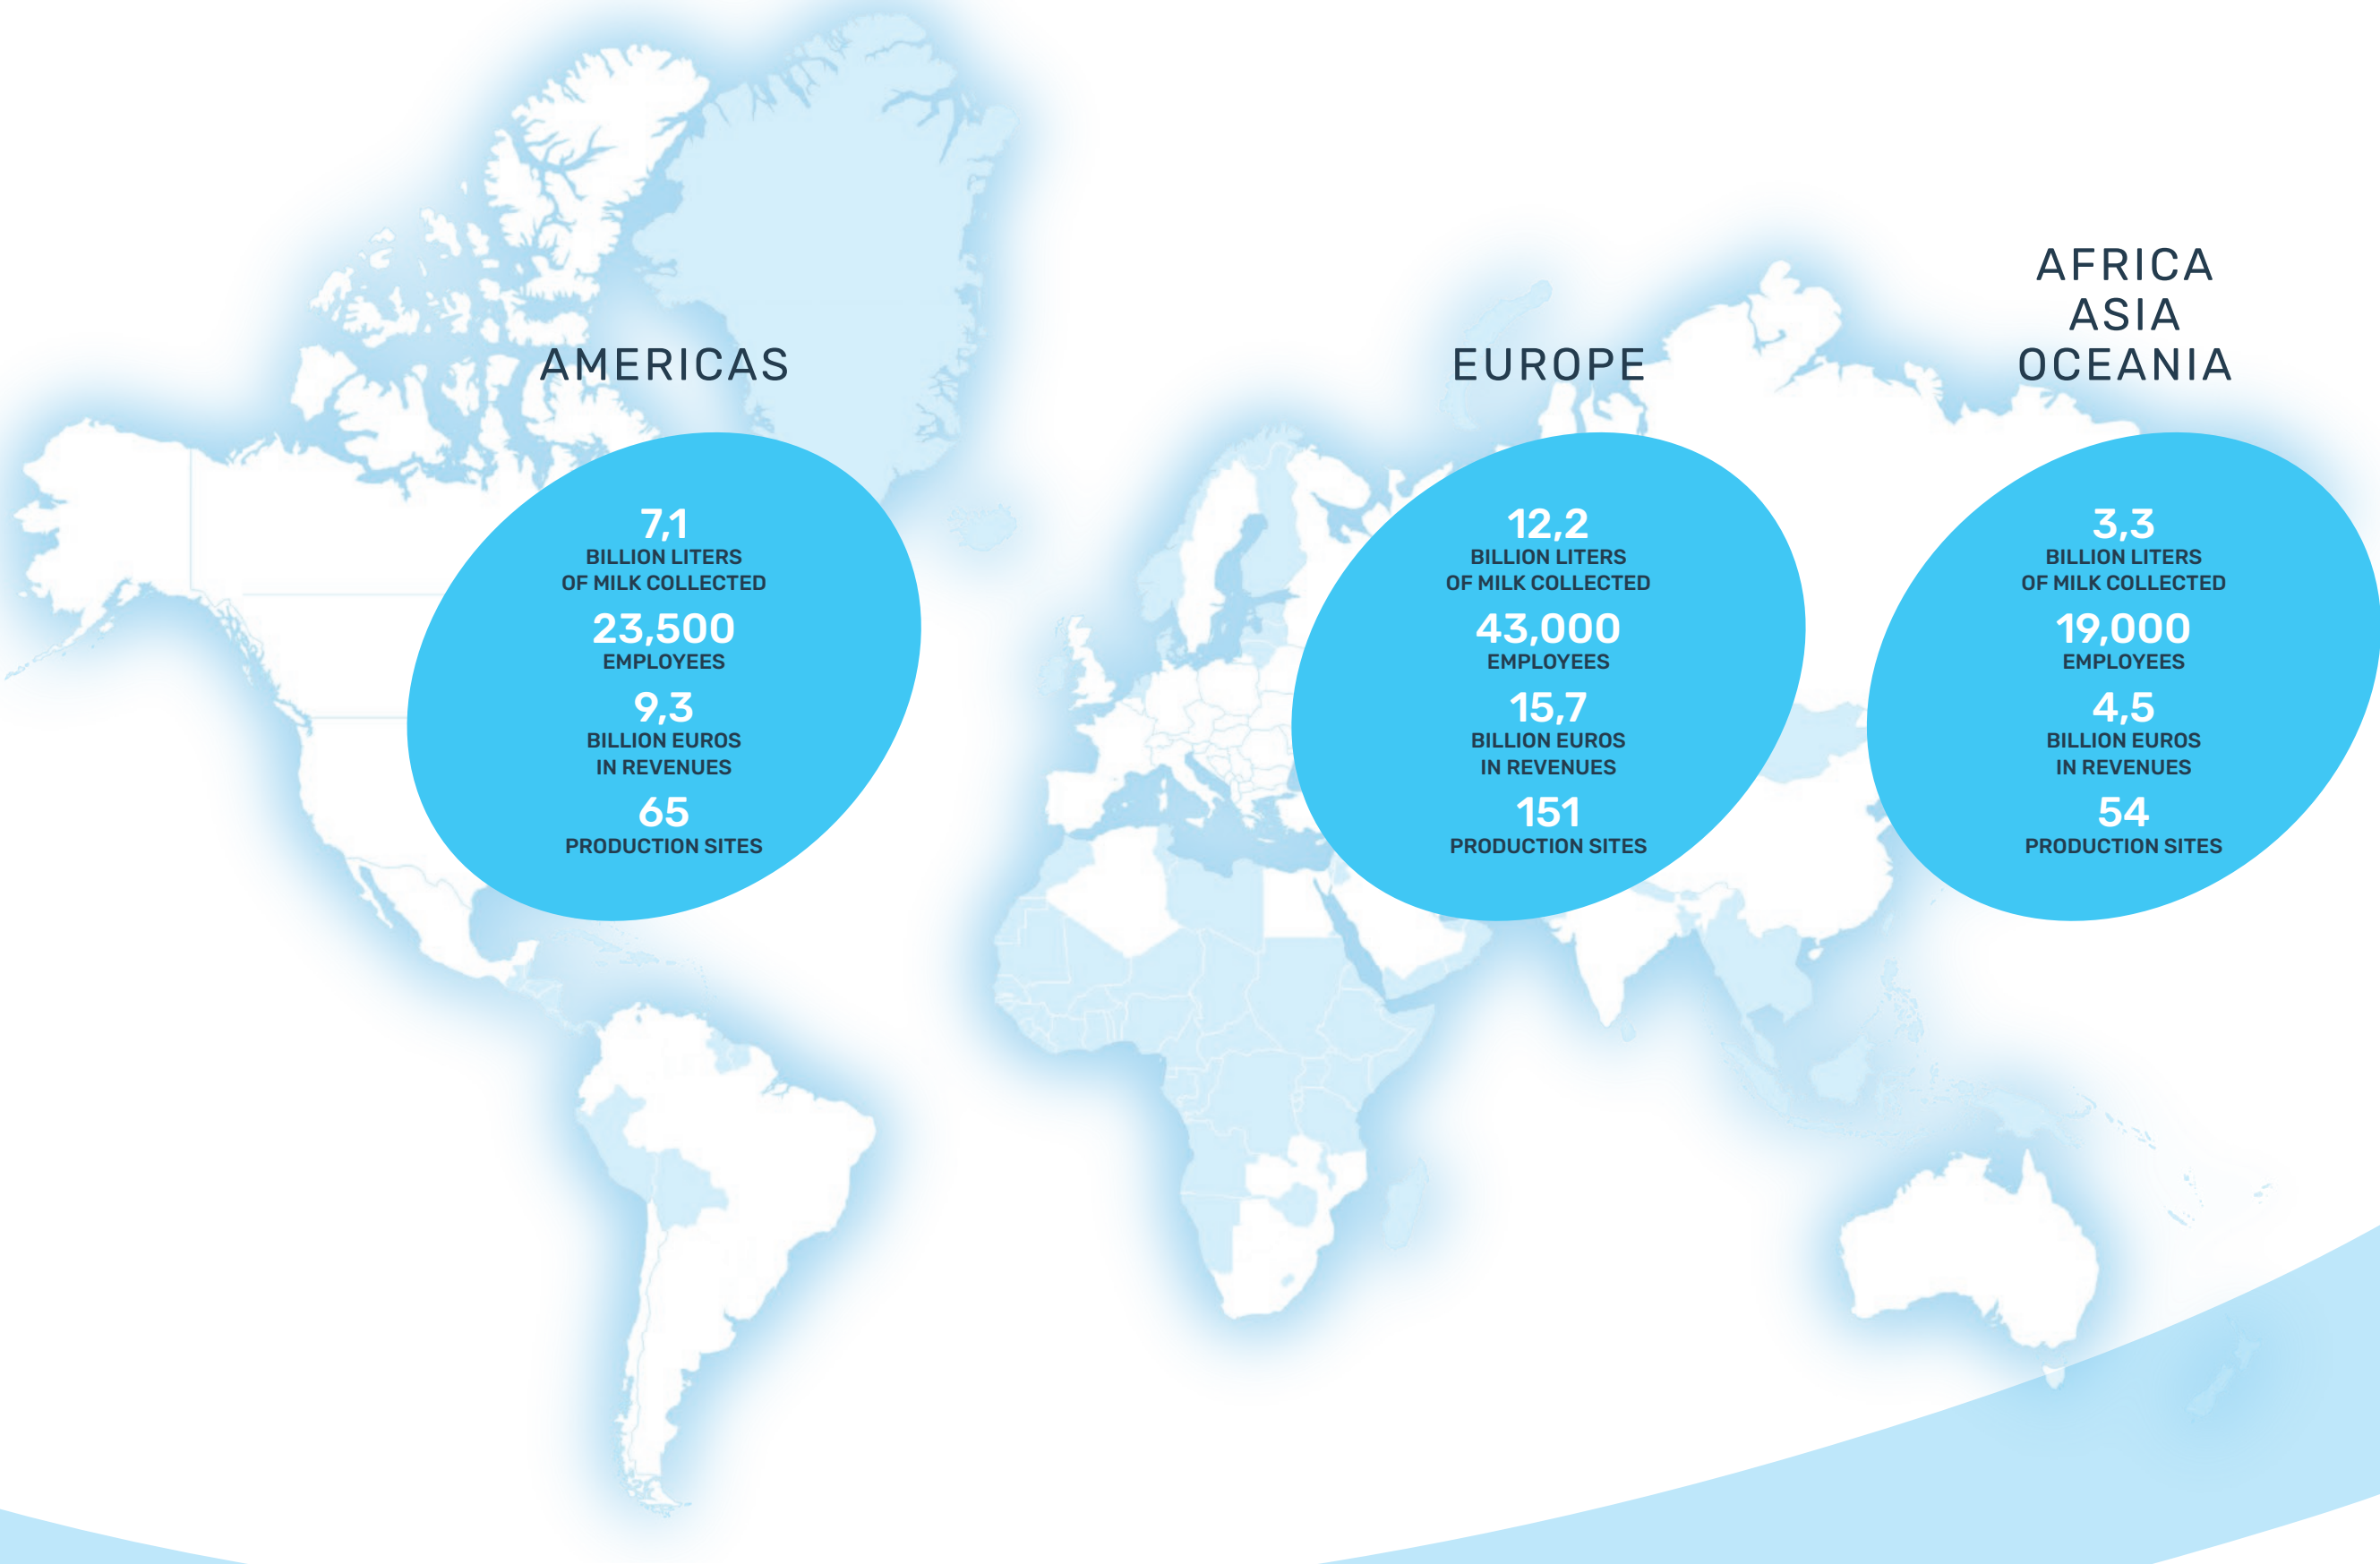 AMERICAS
7,1
BILLION LITERS
OF MILK COLLECTED
23,500
EMPLOYEES
9,3
BILLION EUROS
IN REVENUES
65
PRODUCTION SITES
EUROPE
12,2
BILLION LITERS
OF MILK COLLECTED
43,000
EMPLOYEES
15,7
BILLION EUROS
IN REVENUES
151
PRODUCTION SITES
AFRICA
ASIA
OCEANIA
3,3
BILLION LITERS
OF MILK COLLECTED
19,000
EMPLOYEES
4,5
BILLION EUROS
IN REVENUES
54
PRODUCTION SITES